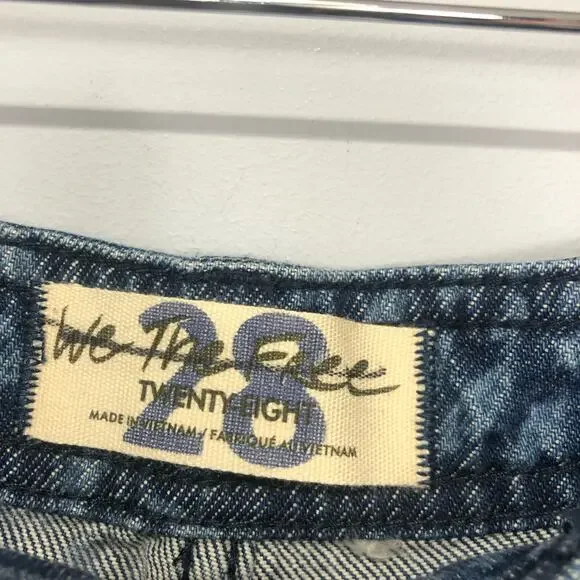 28
We The Free
TWENTY EIGHT
MADE IN VIETNAM / FABRIQUÉ AU VIETNAM